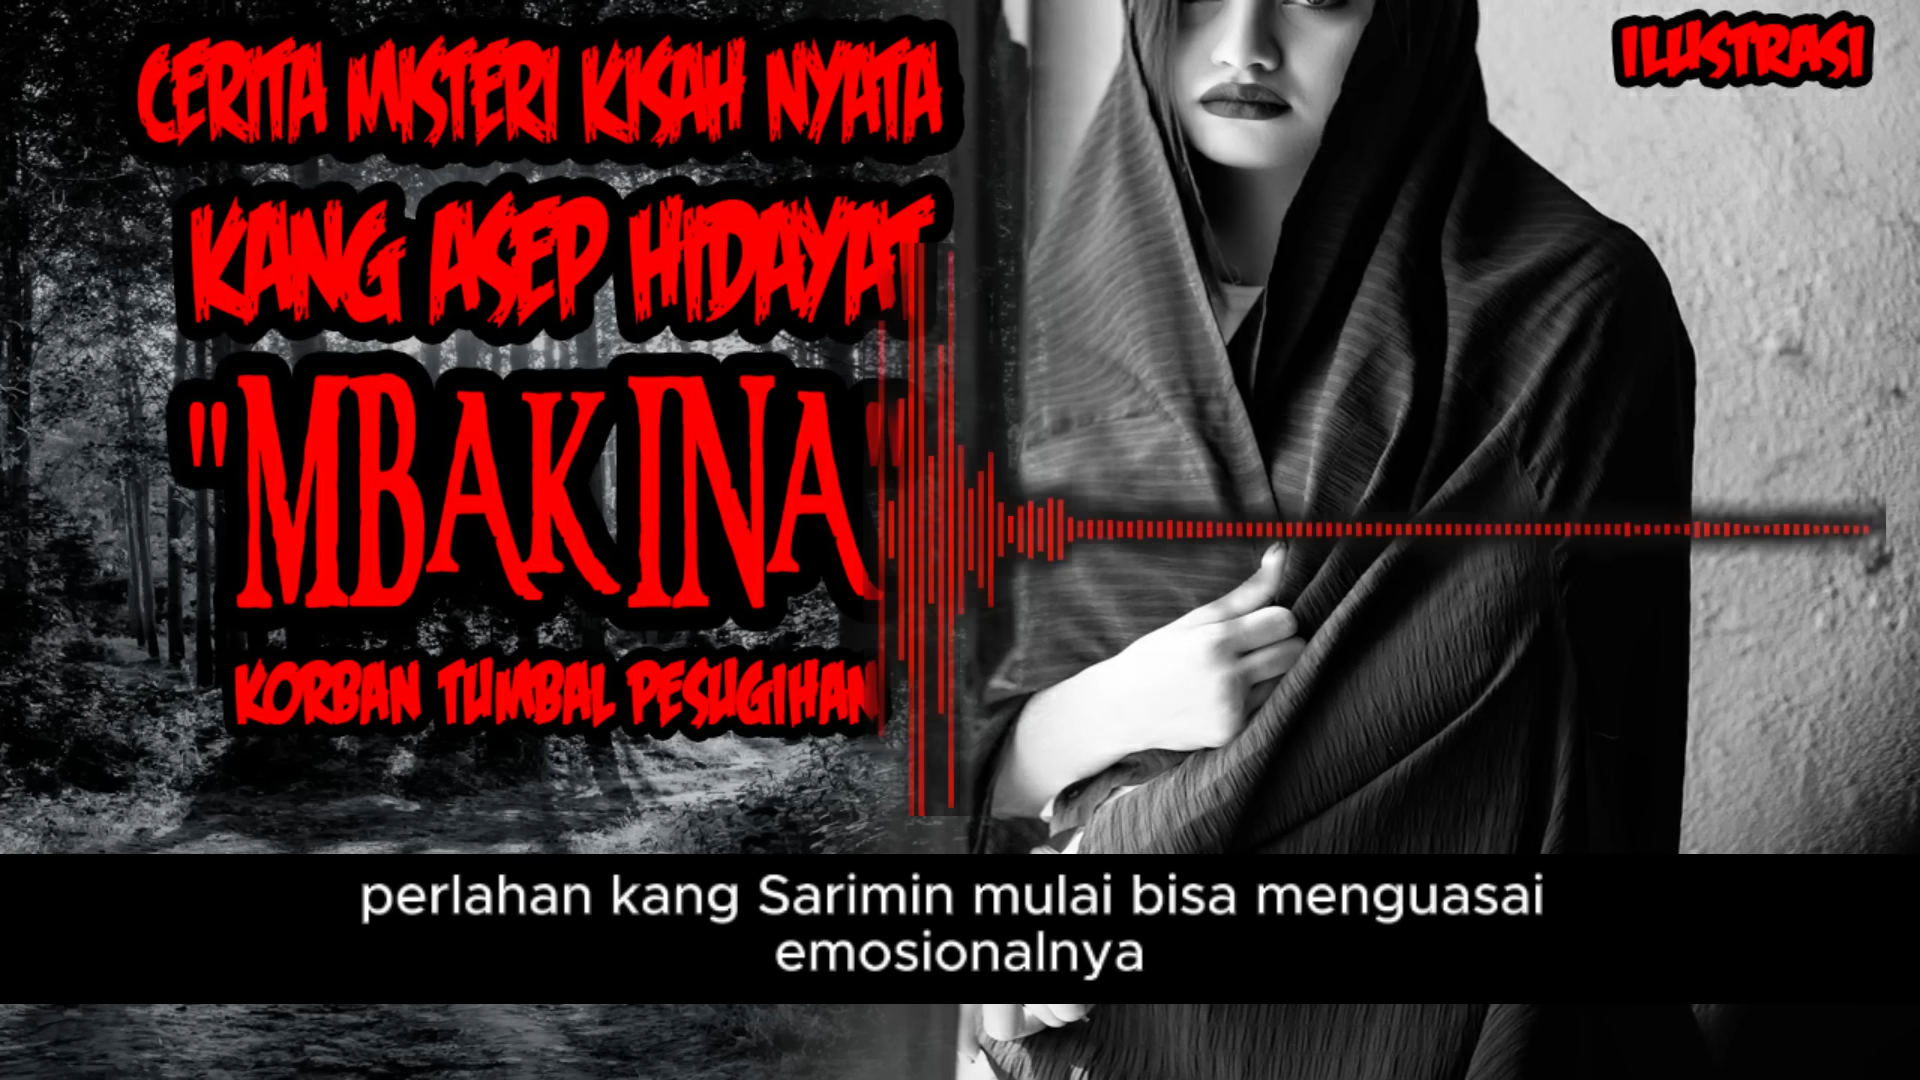 CERITA MISTERI KISAH NYATA
ILUSTRASI
KANG ASEP HIDAYAT
"MBAK INA"
KORBAN TUMBAL PESUGIHAN
perlahan kang Sarimin mulai bisa menguasai
emosionalnya